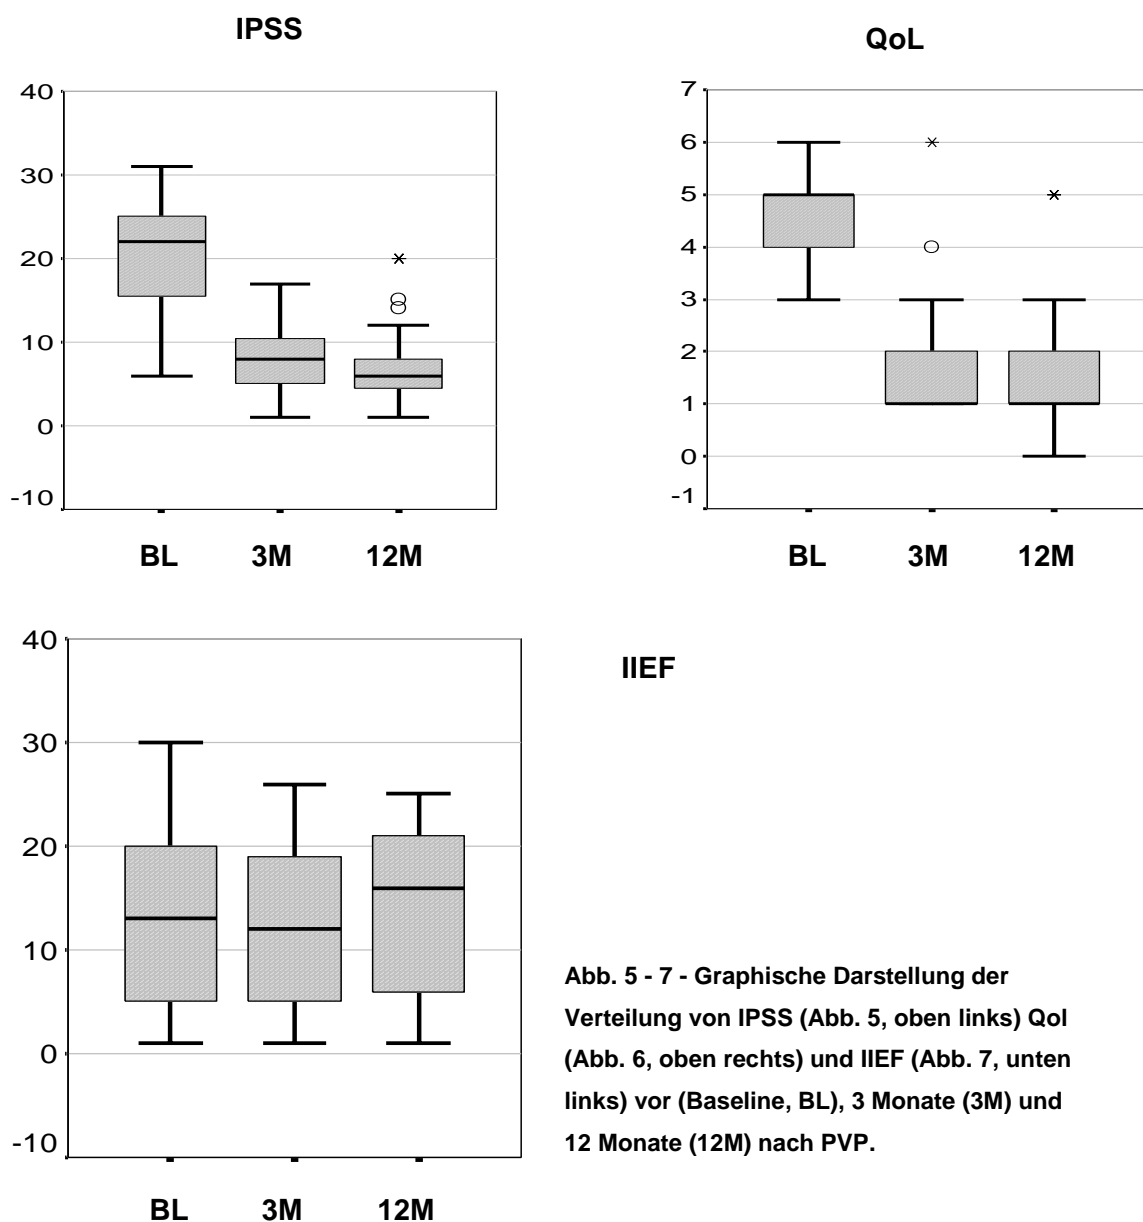 IPSS
40
30
20
10
0
-10
BL 3M 12M
QoL
7
6
5
4
3
2
1
0
-1
BL 3M 12M
40
30
20
10
0
-10
BL 3M 12M
IIEF
Abb. 5 - 7 - Graphische Darstellung der
Verteilung von IPSS (Abb. 5, oben links) Qol
(Abb. 6, oben rechts) und IIEF (Abb. 7, unten
links) vor (Baseline, BL), 3 Monate (3M) und
12 Monate (12M) nach PVP.